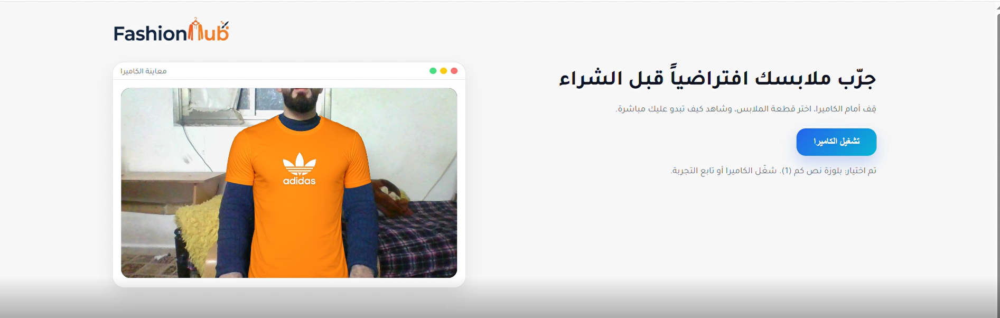 FashionHub
معاينة الكاميرا
adidas
جرّب ملابسك افتراضياً قبل الشراء
قِف أمام الكاميرا، اختر قطعة الملابس، وشاهد كيف تبدو عليك مباشرة.
تشغيل الكاميرا
تم اختيار: بلوزة نص كم (1). شغّل الكاميرا أو تابع التجربة.